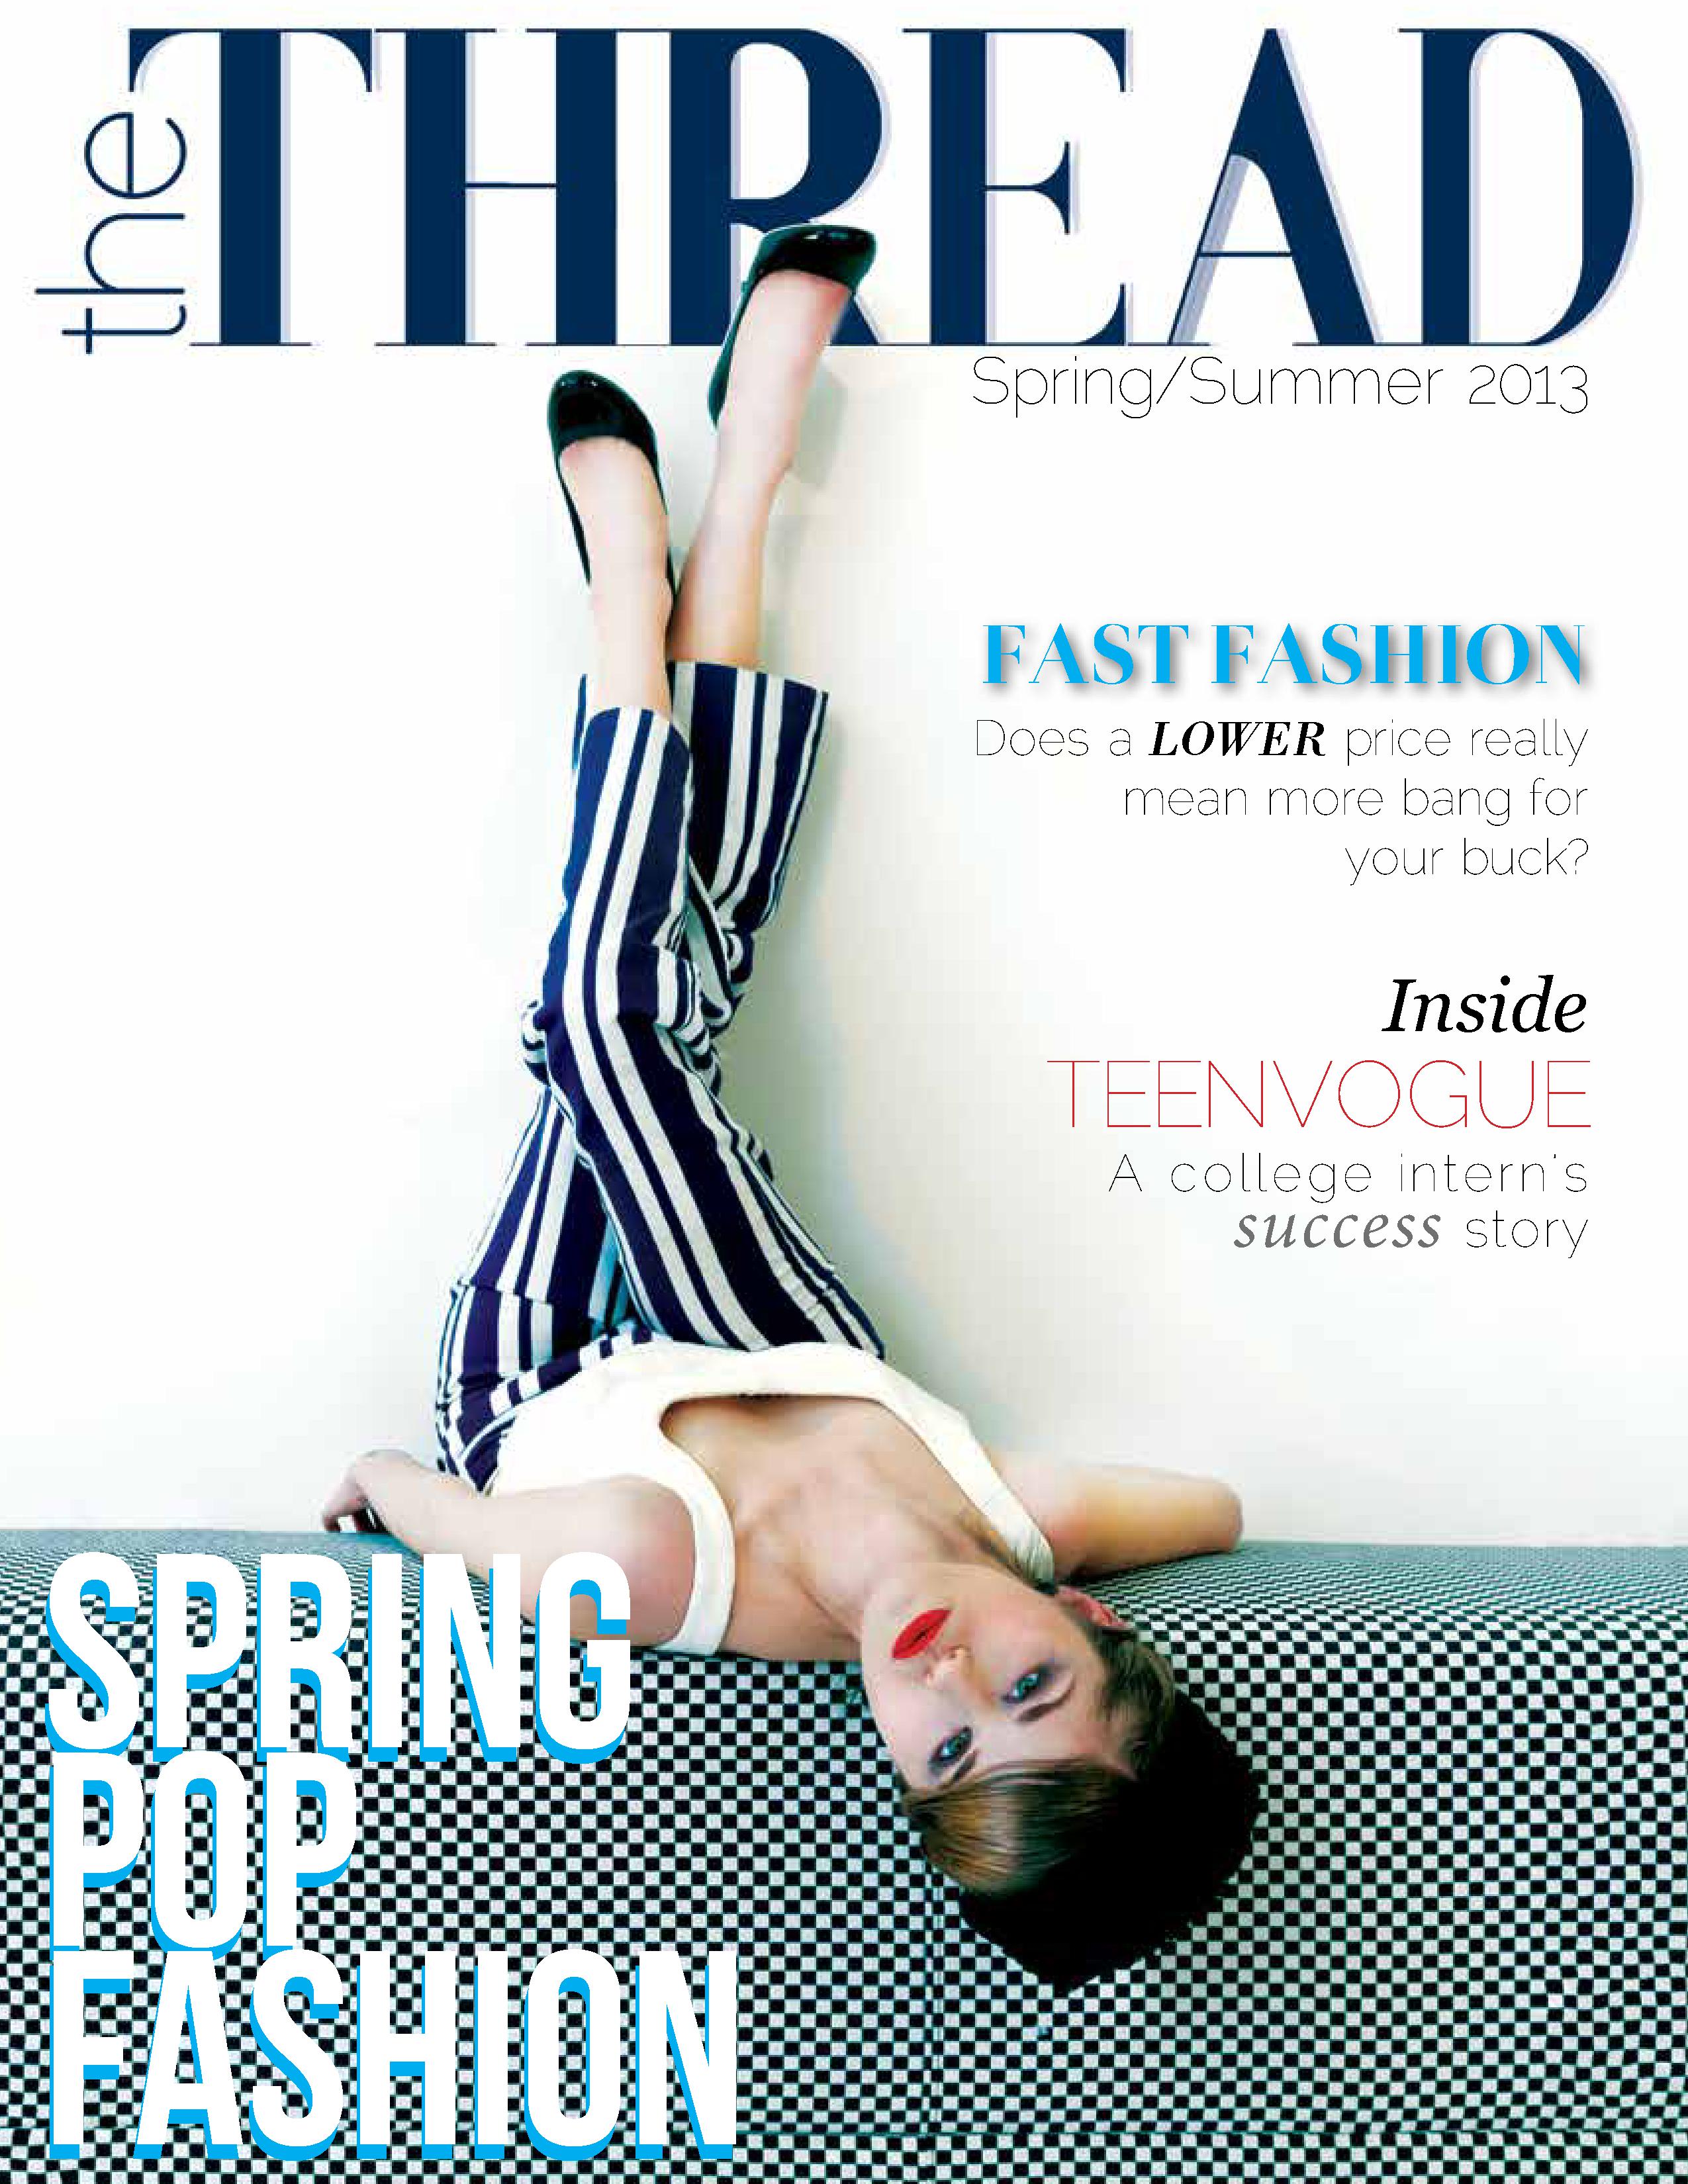 the THREAD
Spring/Summer 2013
FAST FASHION
Does a LOWER price really
mean more bang for
your buck?
Inside
TEENVOGUE
A college intern's
success story
SPRING
POP
FASHION